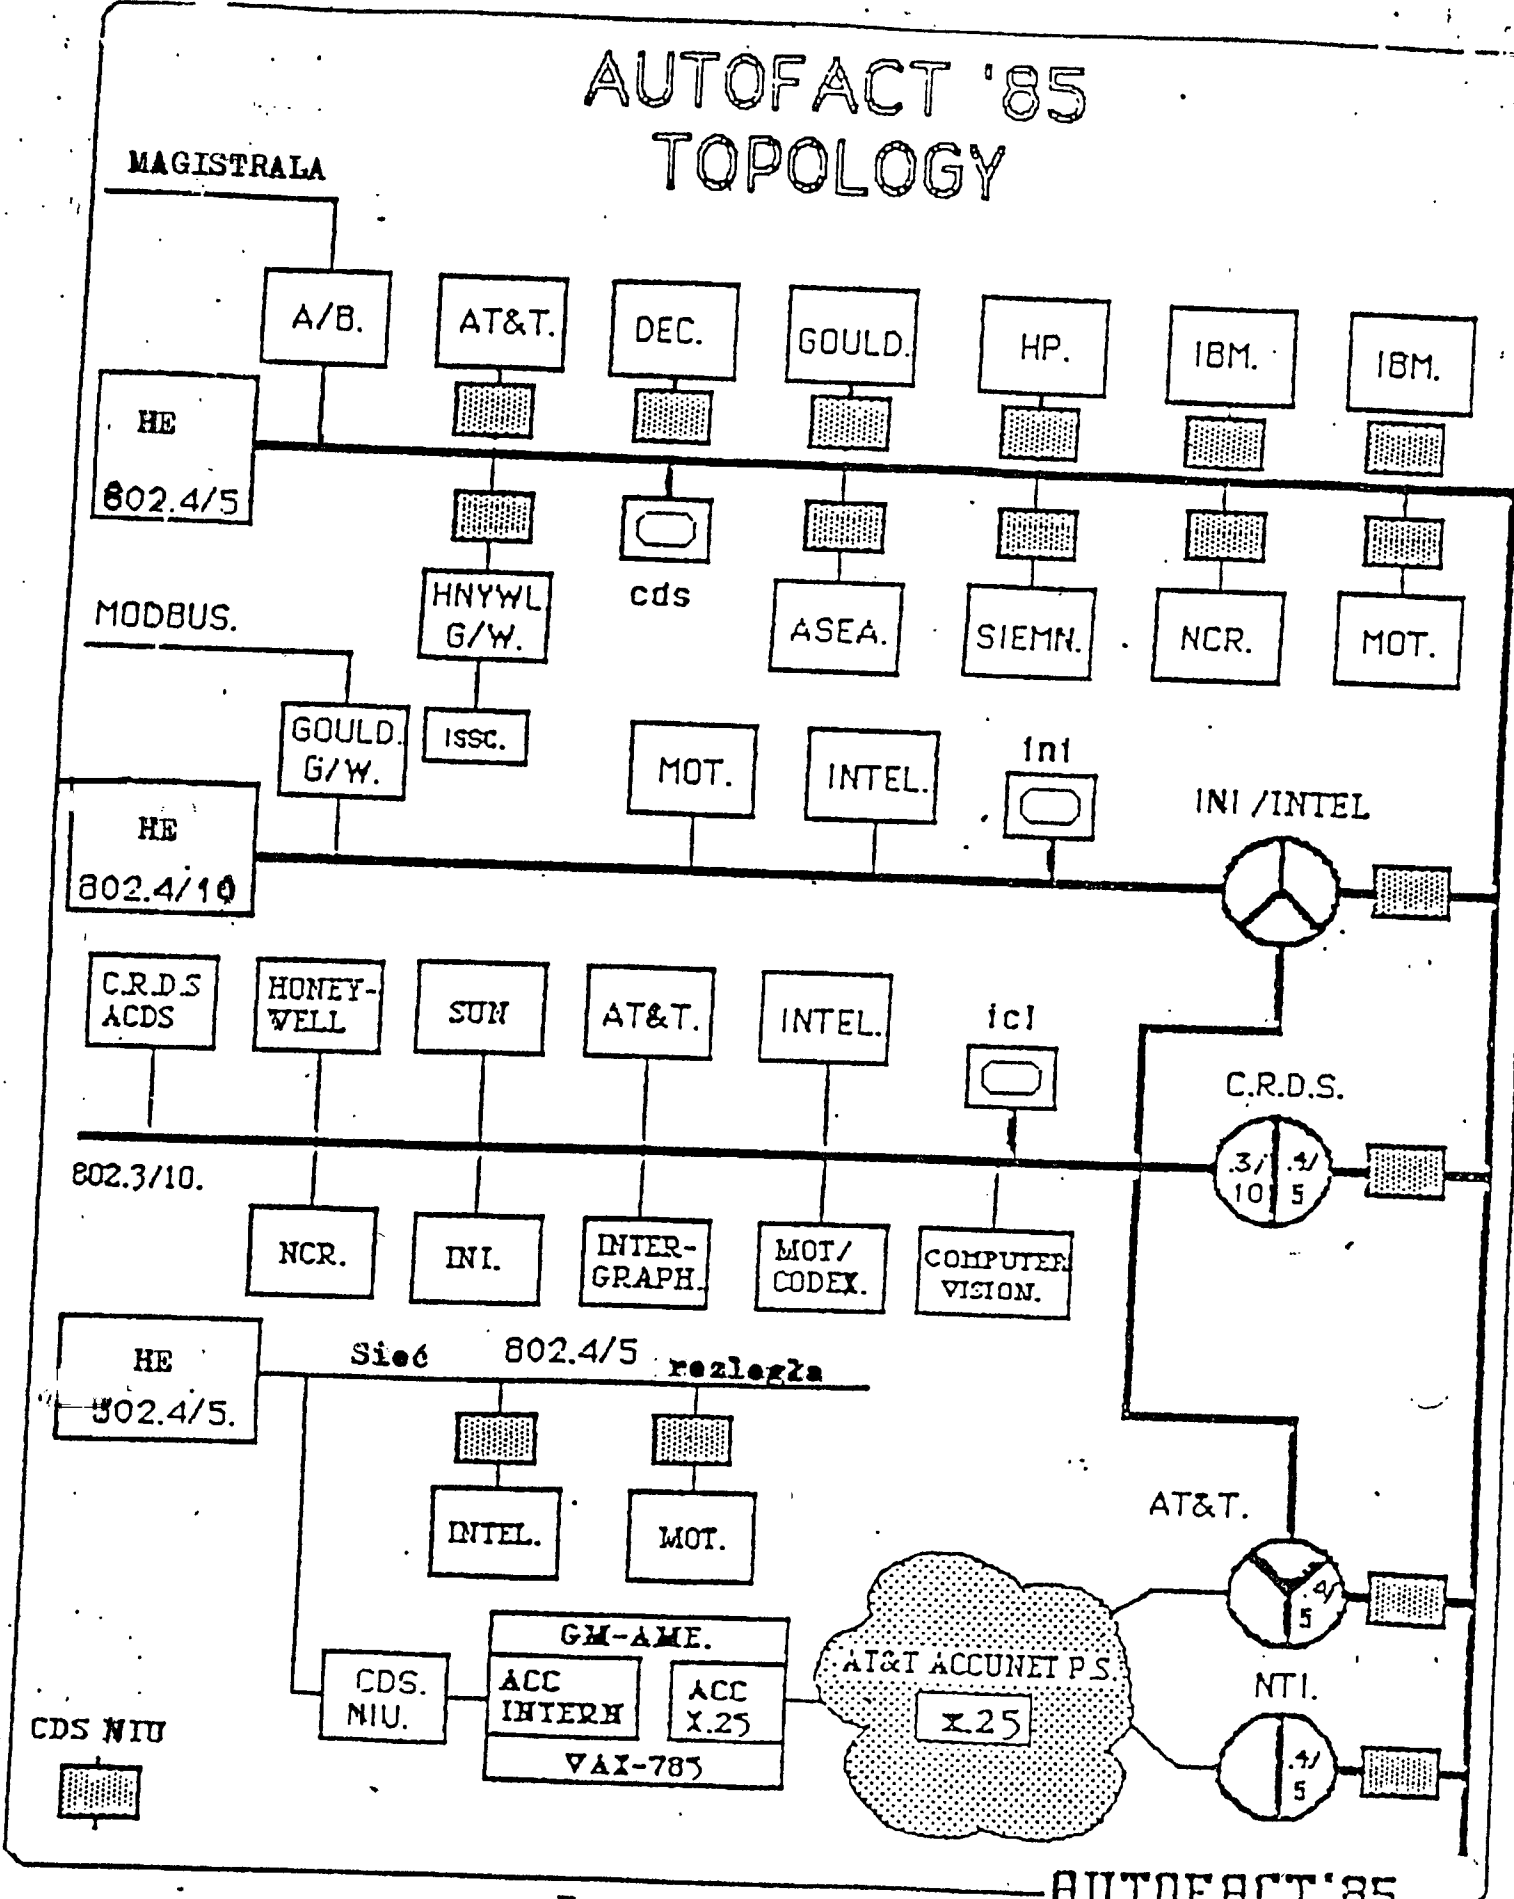 AUTOFACT '85
TOPOLOGY
MAGISTRALA
A/B.
AT&T.
DEC.
GOULD.
HP.
IBM.
IBM.
HE
802.4/5
HNYWL
G/W.
cds
ASEA.
SIEMN.
NCR.
MOT.
MODBUS.
GOULD.
G/W.
ISSC.
MOT.
INTEL.
ini
INI/INTEL
HE
802.4/10
C.R.D.S
ACDS
HONEY-
WELL
SUN
AT&T.
INTEL.
icl
C.R.D.S.
.3/
10
.4/
5
802.3/10.
NCR.
INI.
INTER-
GRAPH.
MOT/
CODEX.
COMPUTER
VISION.
HE
802.4/5.
Sieć 802.4/5 rozległa
INTEL.
MOT.
AT&T.
.4/
5
GM-AME.
CDS.
NIU.
ACC
INTERN
ACC
X.25
VAX-785
AT&T ACCUNET P.S.
X.25
NTI.
.4/
5
CDS NIU
AUTOFACT'85